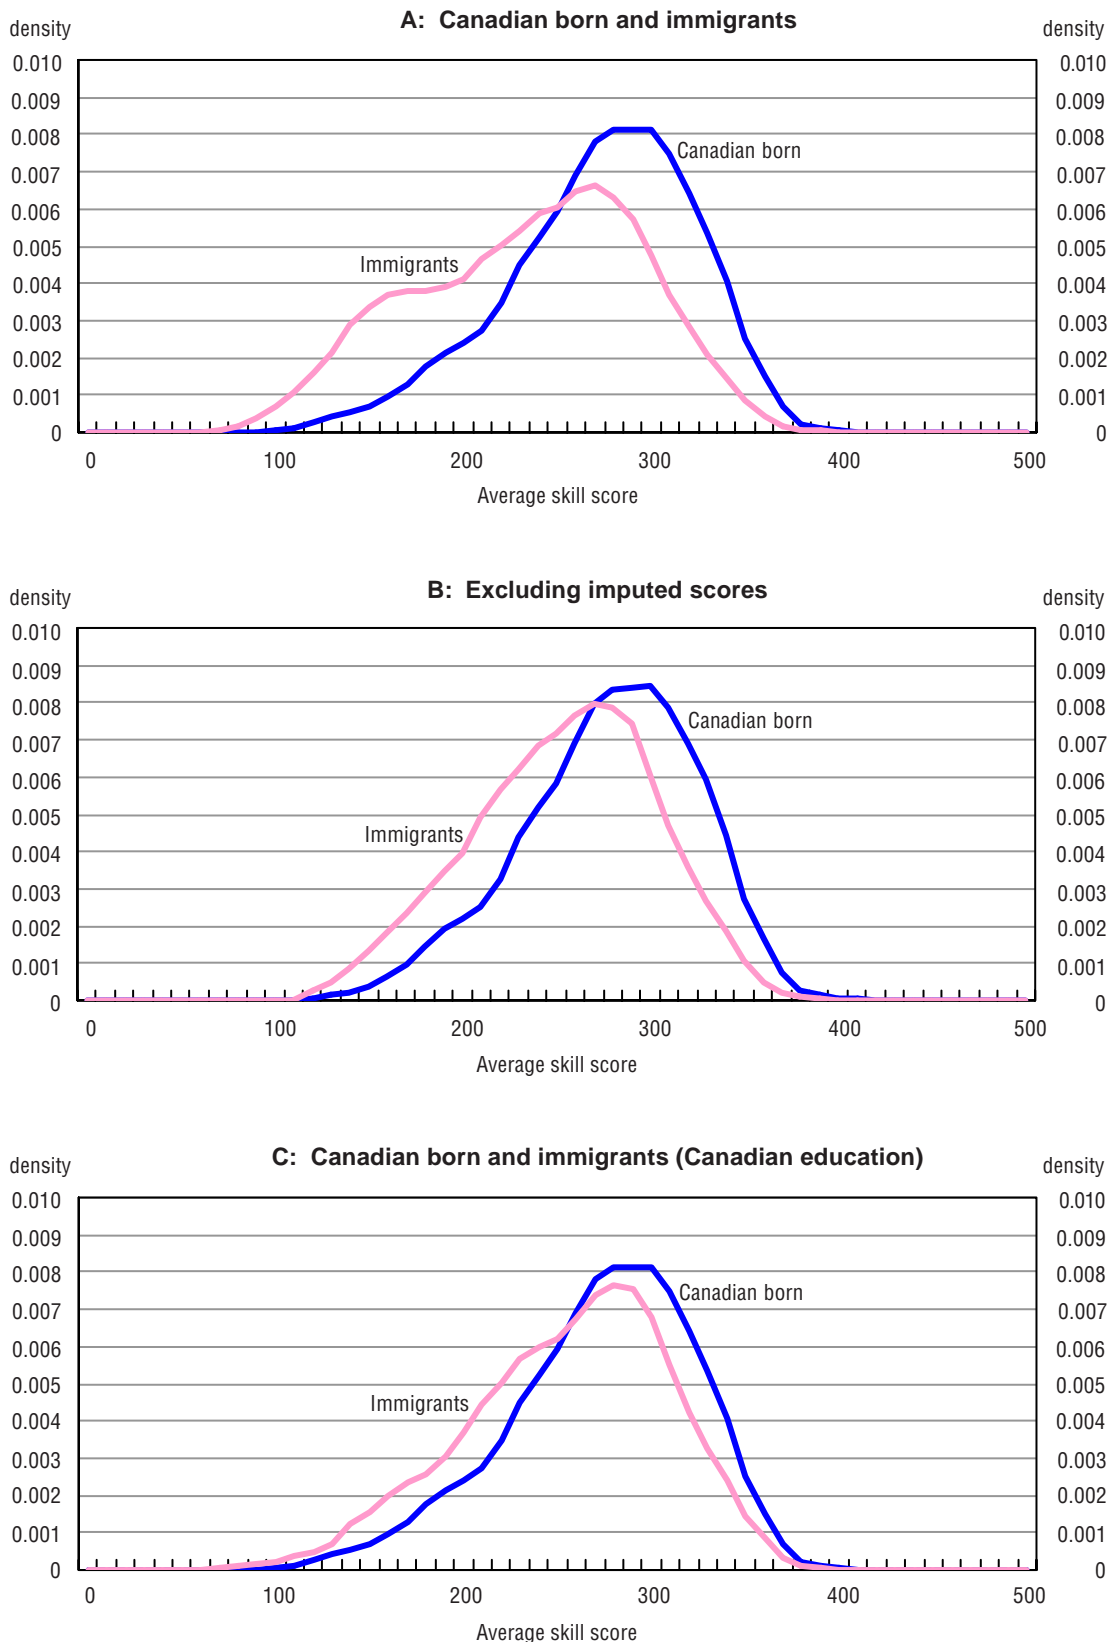 A: Canadian born and immigrants
density density
0.010 0.010
0.009 0.009
0.008 0.008
Canadian born
0.007 0.007
0.006 0.006
0.005 0.005
Immigrants
0.004 0.004
0.003 0.003
0.002 0.002
0.001 0.001
0 0
0 100 200 300 400 500
Average skill score
B: Excluding imputed scores
density density
0.010 0.010
0.009 0.009
0.008 0.008
Canadian born
0.007 0.007
0.006 0.006
0.005 0.005
Immigrants
0.004 0.004
0.003 0.003
0.002 0.002
0.001 0.001
0 0
0 100 200 300 400 500
Average skill score
C: Canadian born and immigrants (Canadian education)
density density
0.010 0.010
0.009 0.009
0.008 0.008
Canadian born
0.007 0.007
0.006 0.006
0.005 0.005
Immigrants
0.004 0.004
0.003 0.003
0.002 0.002
0.001 0.001
0 0
0 100 200 300 400 500
Average skill score